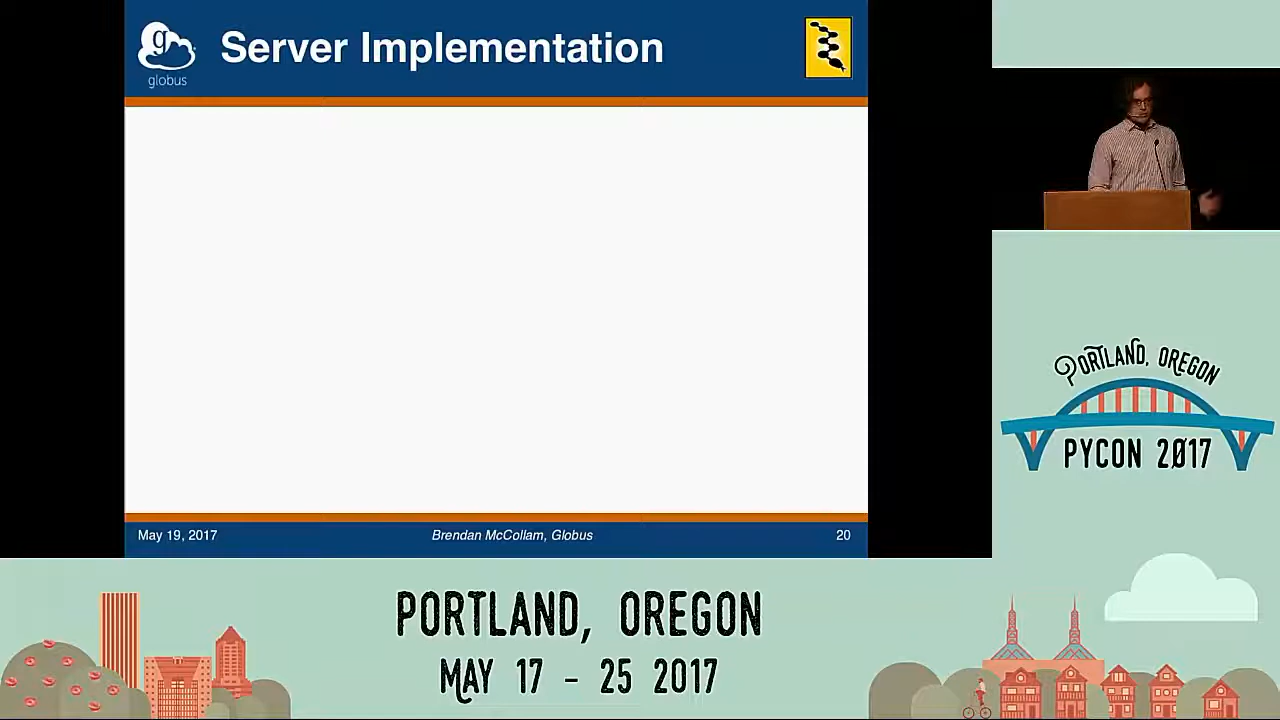 g
globus
Server Implementation
May 19, 2017
Brendan McCollam, Globus
20
PORTLAND, OREGON
PYCON 2017
PORTLAND, OREGON
MAY 17 - 25 2017